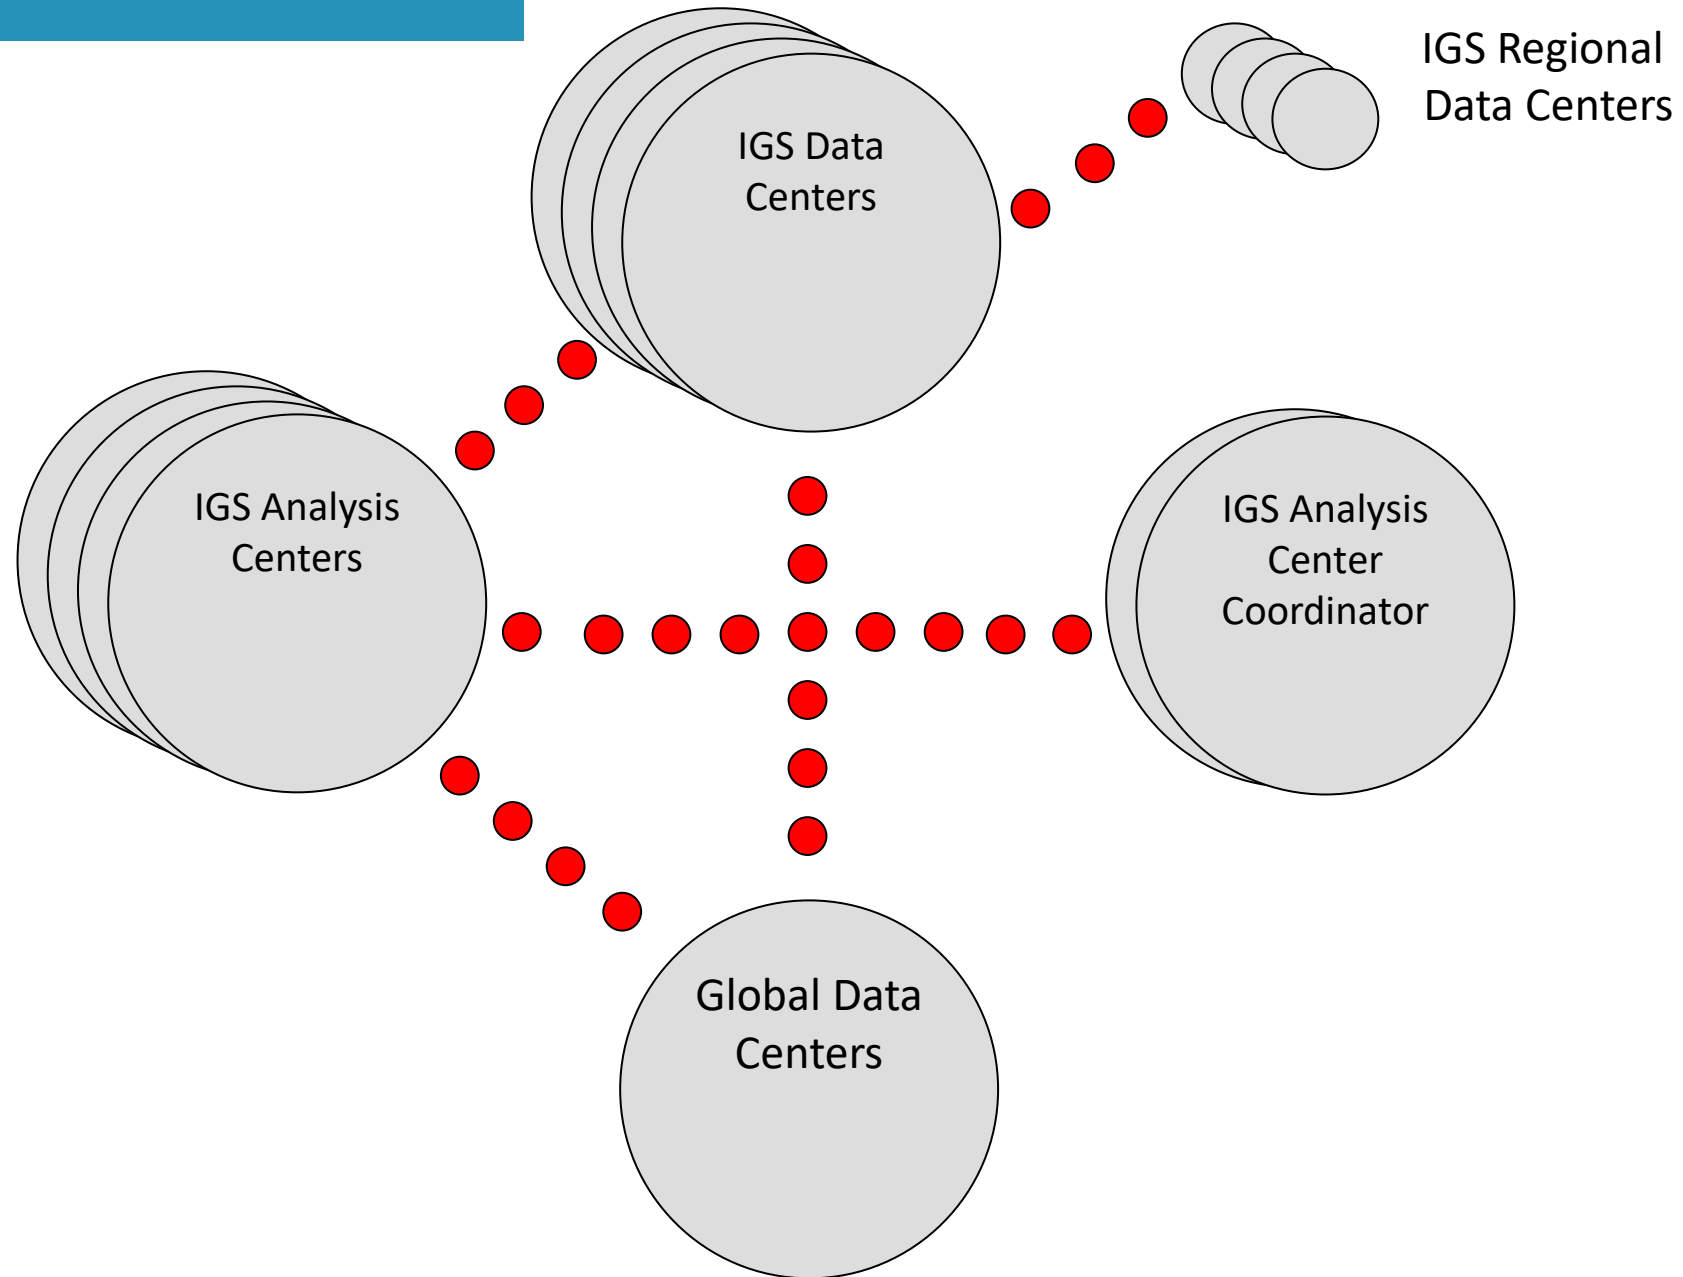 IGS Regional
Data Centers
IGS Data
Centers
IGS Analysis
Centers
IGS Analysis
Center
Coordinator
Global Data
Centers